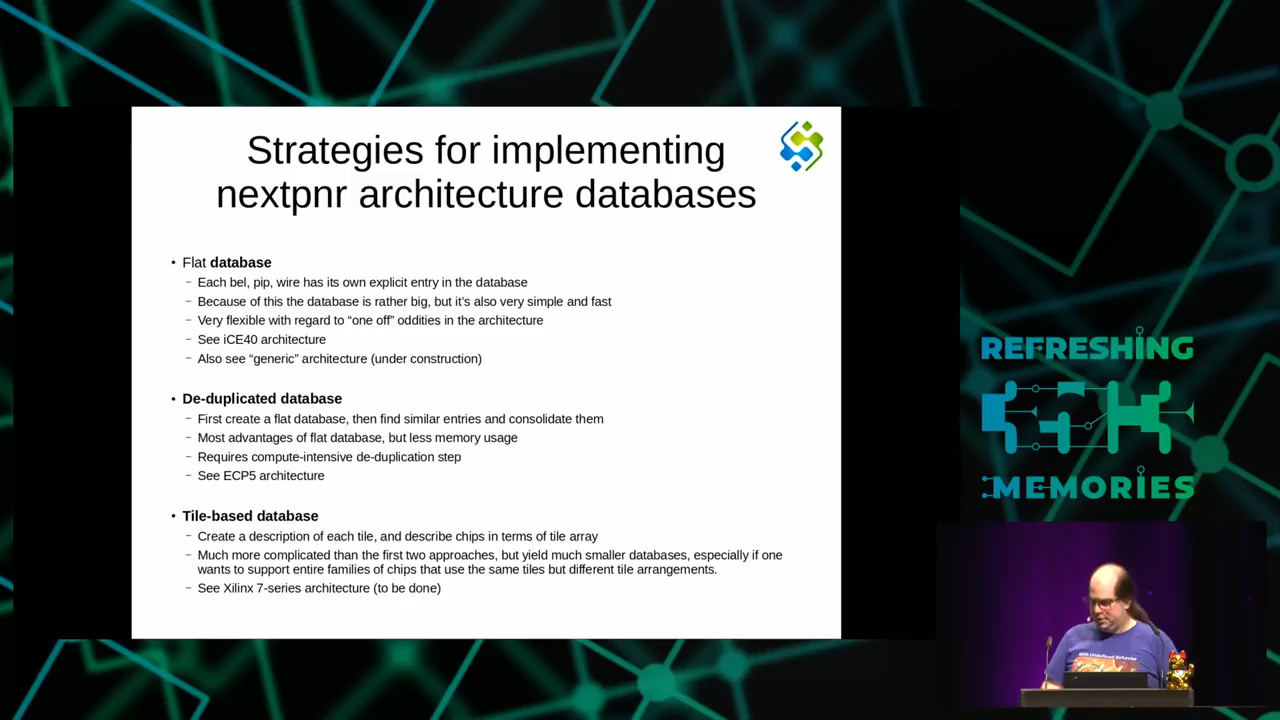 Strategies for implementing
nextpnr architecture databases
• Flat database
– Each bel, pip, wire has its own explicit entry in the database
– Because of this the database is rather big, but it's also very simple and fast
– Very flexible with regard to “one off” oddities in the architecture
– See iCE40 architecture
– Also see “generic” architecture (under construction)
• De-duplicated database
– First create a flat database, then find similar entries and consolidate them
– Most advantages of flat database, but less memory usage
– Requires compute-intensive de-duplication step
– See ECP5 architecture
• Tile-based database
– Create a description of each tile, and describe chips in terms of tile array
– Much more complicated than the first two approaches, but yield much smaller databases, especially if one
wants to support entire families of chips that use the same tiles but different tile arrangements.
– See Xilinx 7-series architecture (to be done)
REFRESHING
MEMORIES
With Undefined Behavior